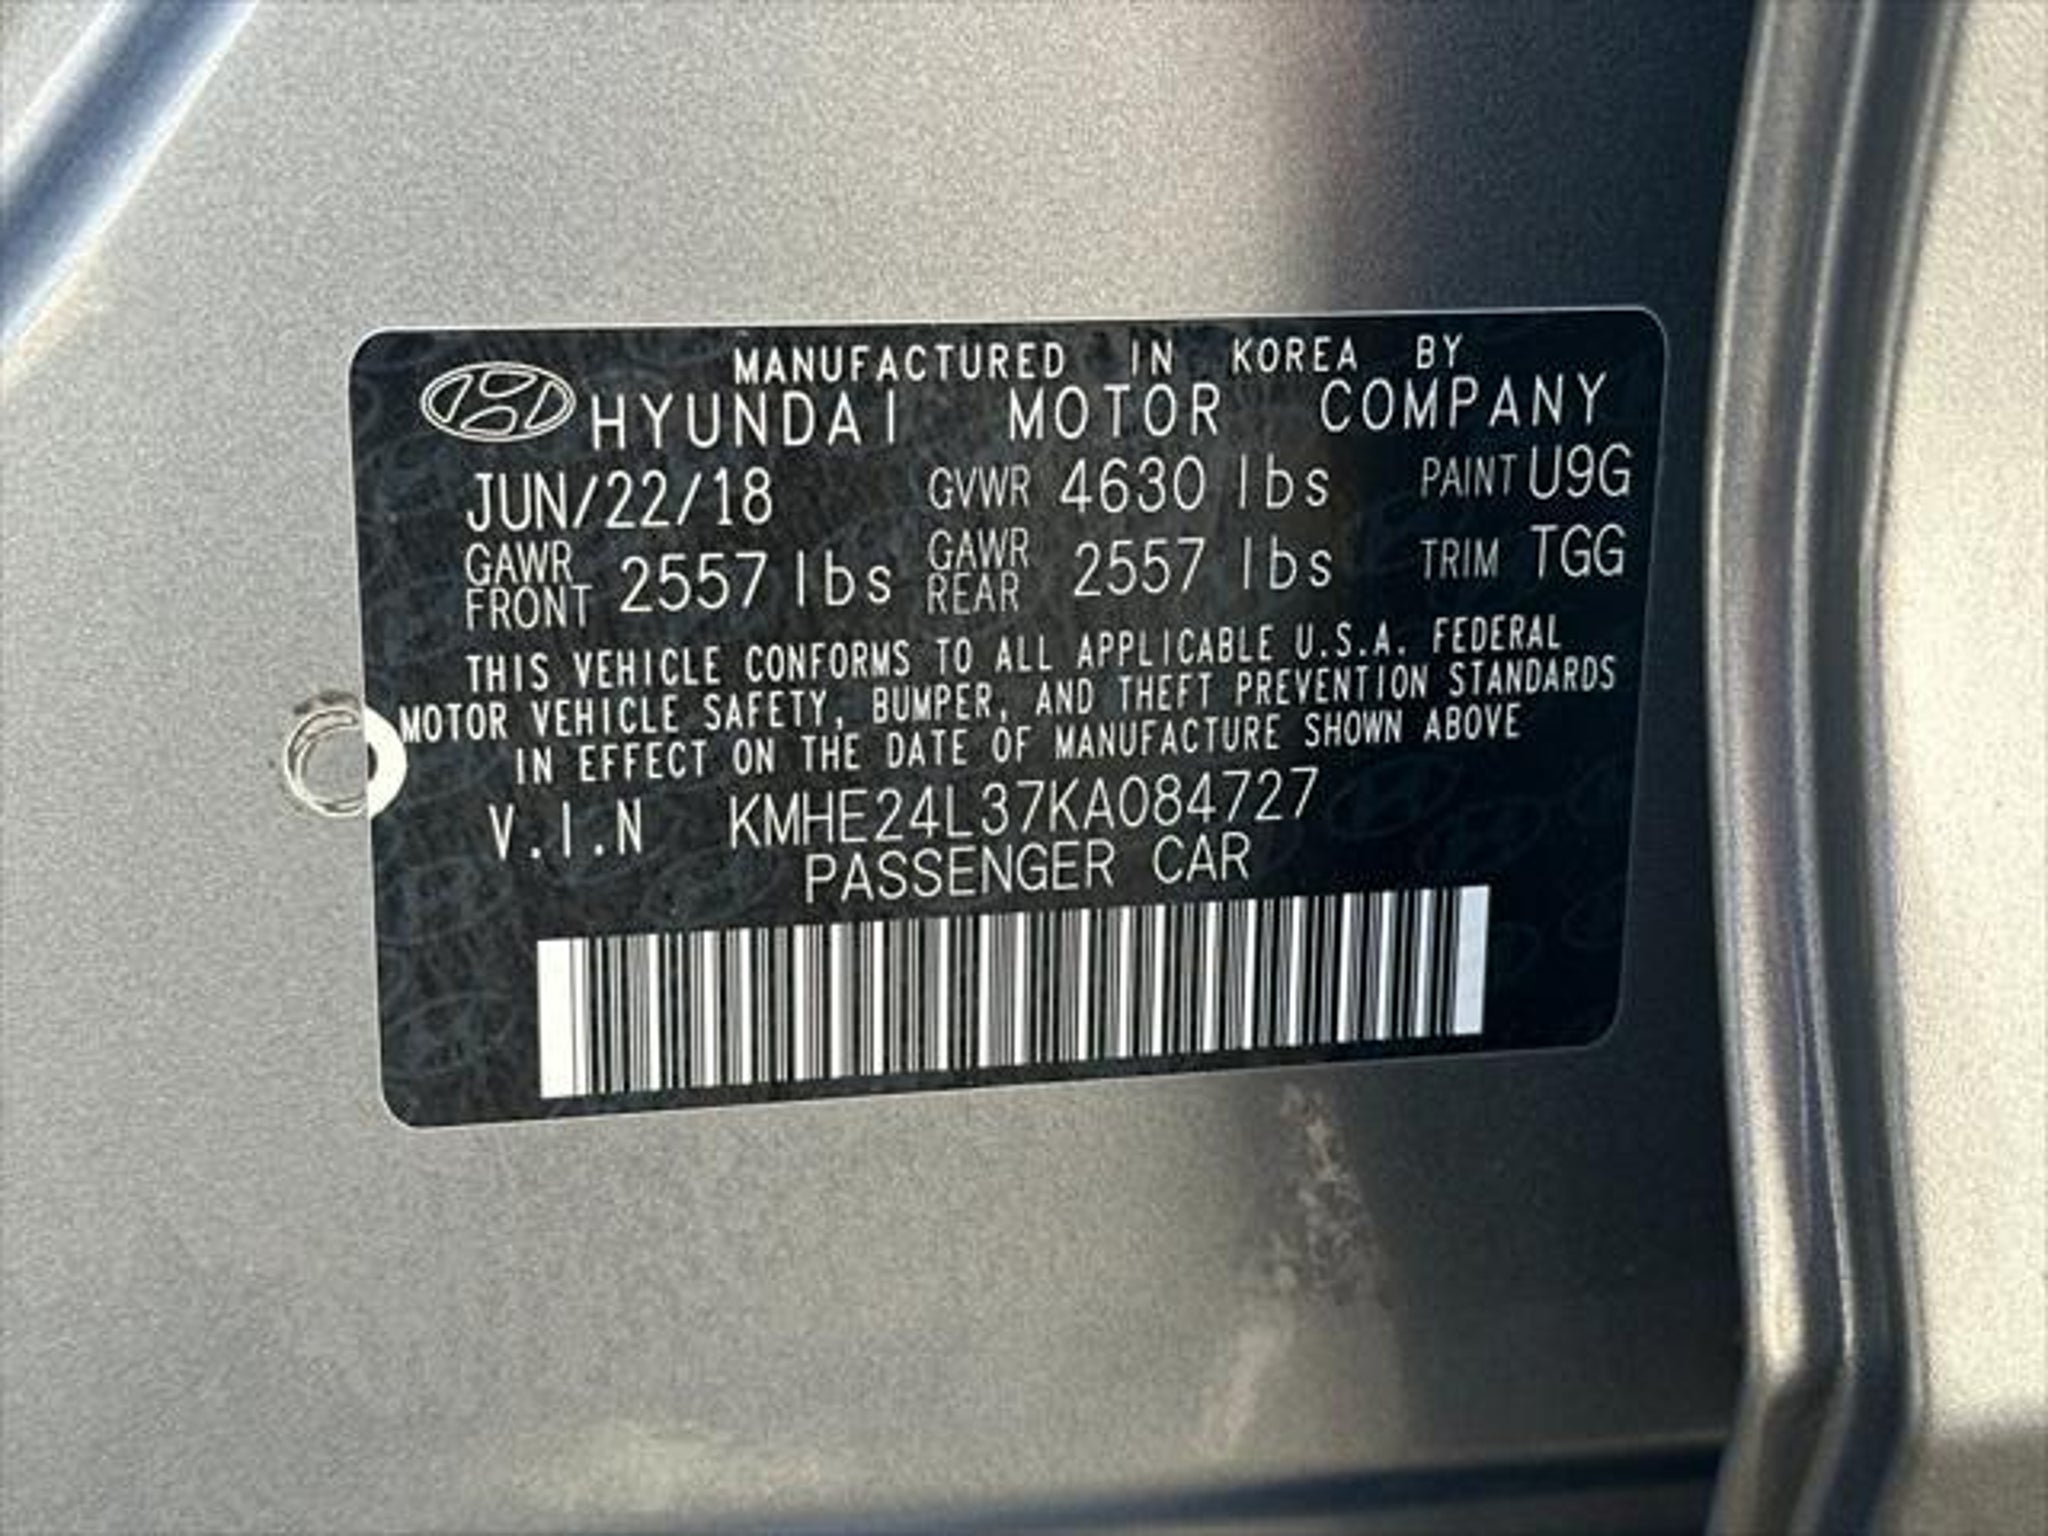 MANUFACTURED IN KOREA BY
HYUNDAI MOTOR COMPANY
JUN/22/18 GVWR 4630 lbs PAINT U9G
GAWR FRONT 2557 lbs GAWR REAR 2557 lbs TRIM TGG
THIS VEHICLE CONFORMS TO ALL APPLICABLE U.S.A. FEDERAL
MOTOR VEHICLE SAFETY, BUMPER, AND THEFT PREVENTION STANDARDS
IN EFFECT ON THE DATE OF MANUFACTURE SHOWN ABOVE
V.I.N KMHE24L37KA084727
PASSENGER CAR